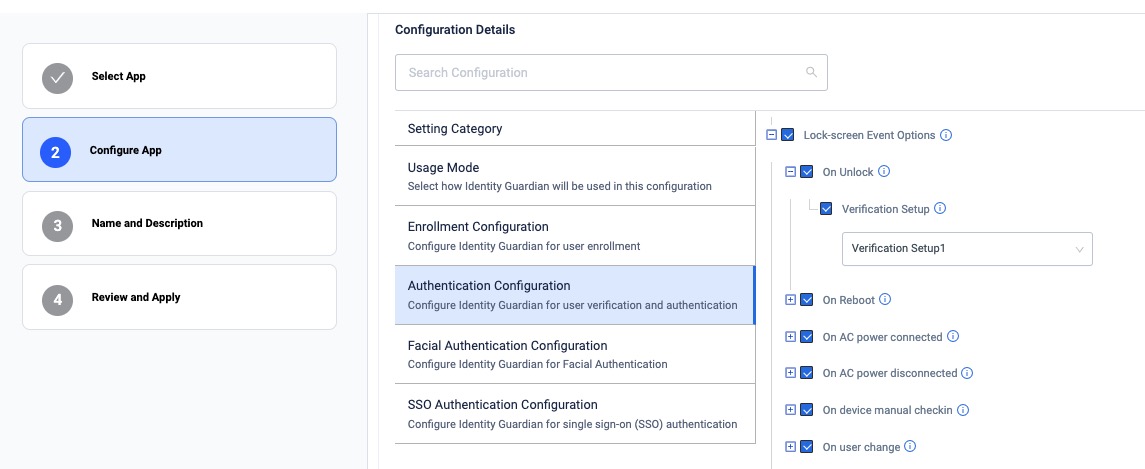 Configuration Details
Select App
2
Configure App
3
Name and Description
4
Review and Apply
Search Configuration
Setting Category
Usage Mode
Select how Identity Guardian will be used in this configuration
Enrollment Configuration
Configure Identity Guardian for user enrollment
Authentication Configuration
Configure Identity Guardian for user verification and authentication
Facial Authentication Configuration
Configure Identity Guardian for Facial Authentication
SSO Authentication Configuration
Configure Identity Guardian for single sign-on (SSO) authentication
Lock-screen Event Options
On Unlock
Verification Setup
Verification Setup1
On Reboot
On AC power connected
On AC power disconnected
On device manual checkin
On user change